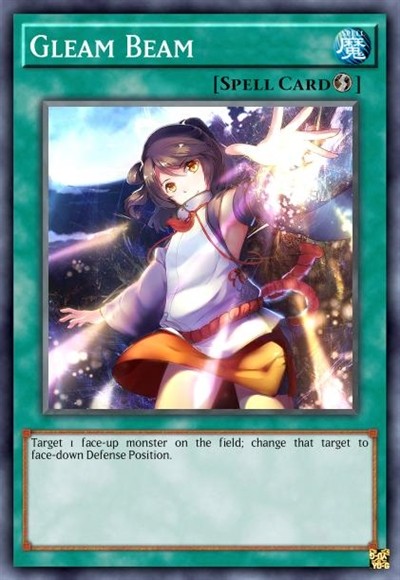 Gleam Beam
魔
[Spell Card]
Target 1 face-up monster on the field; change that target to
face-down Defense Position.